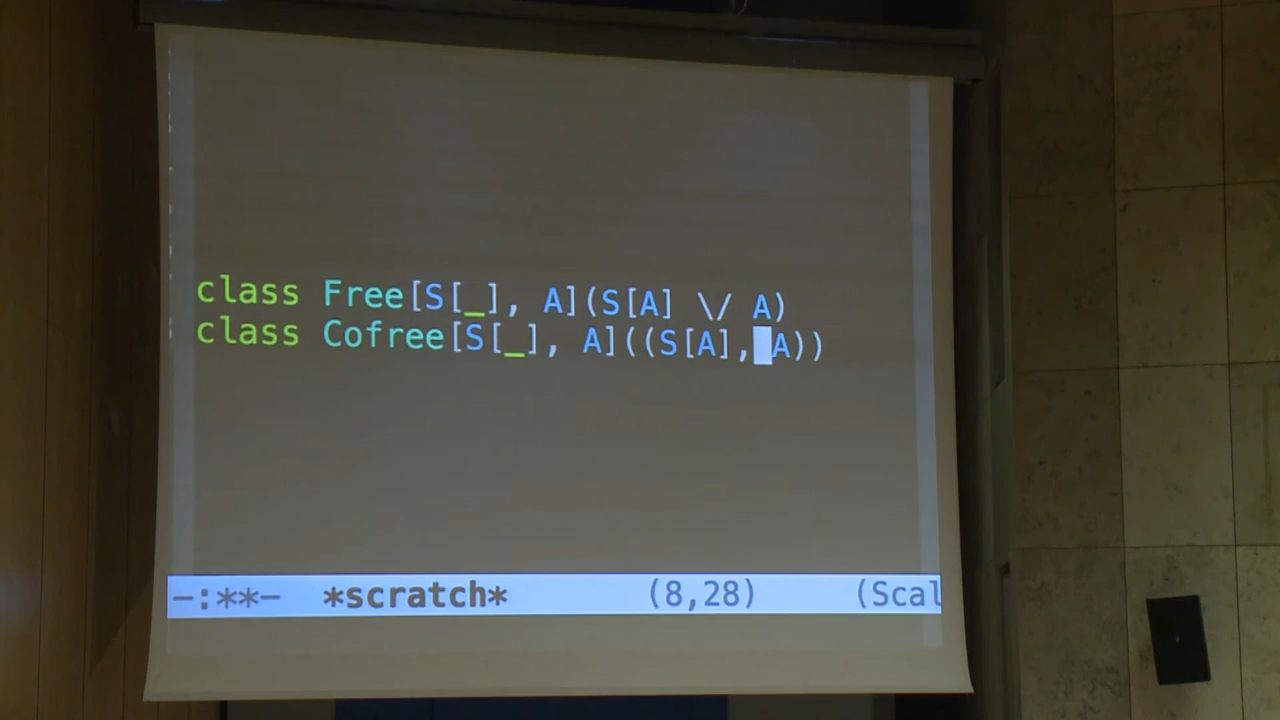 class Free[S[_], A](S[A] \/ A)
class Cofree[S[_], A]((S[A], A))
-:**-  *scratch*  (8,28)  (Scal